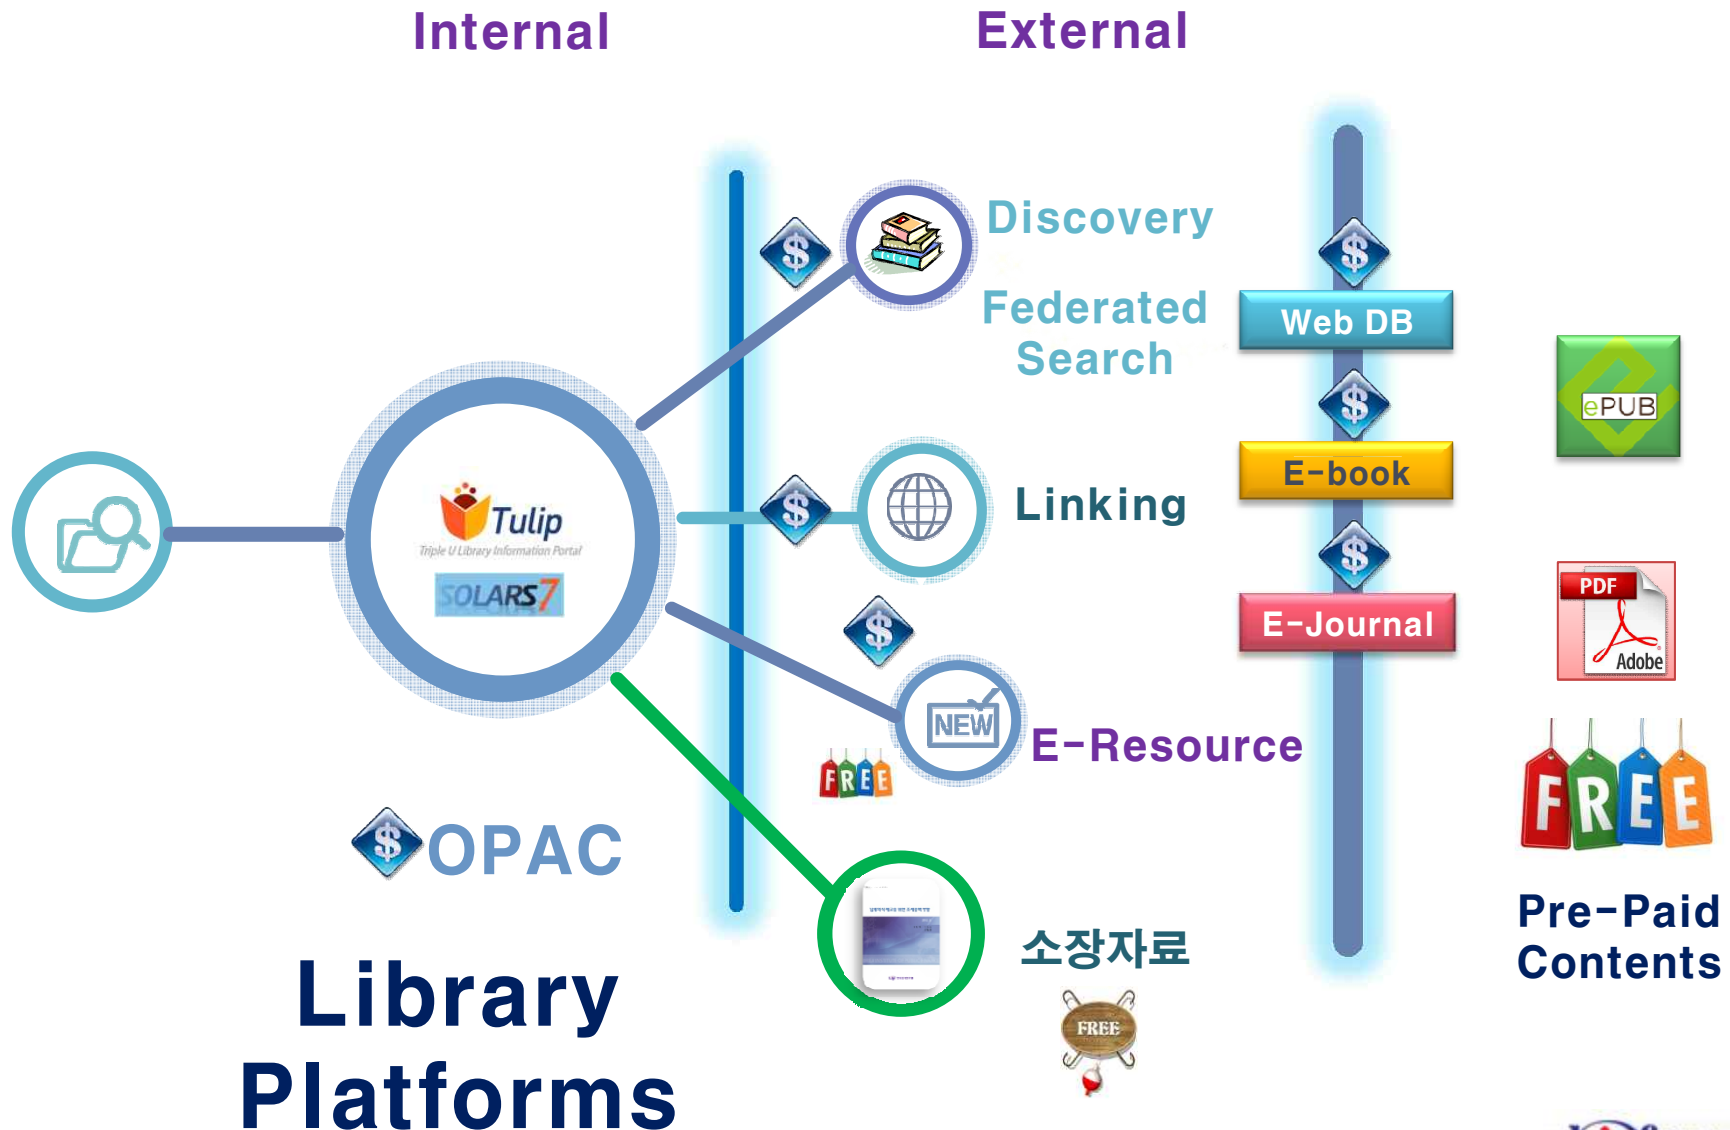 Internal
External
$
Discovery
$
Federated
Search
Web DB
ePUB
$
Tulip
Triple U Library Information Portal
SOLARS7
$
Linking
E-book
$
PDF
Adobe
E-Journal
$
NEW
E-Resource
FREE
FREE
$
OPAC
소장자료
FREE
Pre-Paid
Contents
Library
Platforms